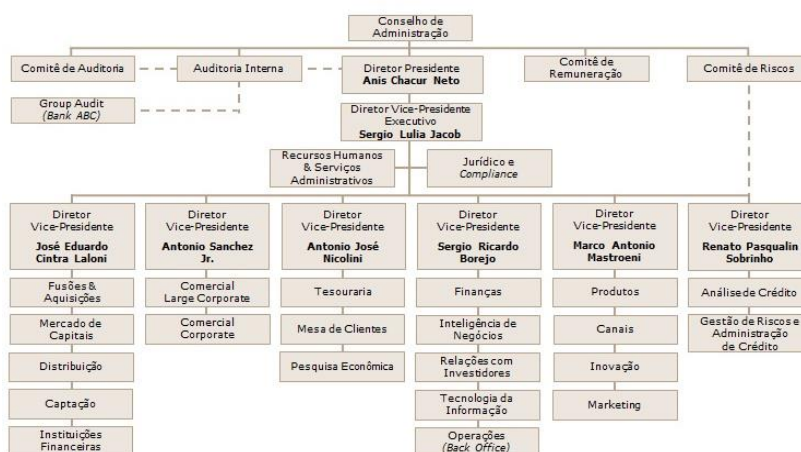 Conselho de
Administração
Comitê de Auditoria
Auditoria Interna
Diretor Presidente
Anis Chacur Neto
Comitê de
Remuneração
Comitê de Riscos
Group Audit
(Bank ABC)
Diretor Vice-Presidente
Executivo
Sergio Lulia Jacob
Recursos Humanos
& Serviços
Administrativos
Jurídico e
Compliance
Diretor
Vice-Presidente
José Eduardo
Cintra Laloni
Diretor
Vice-Presidente
Antonio Sanchez
Jr.
Diretor
Vice-Presidente
Antonio José
Nicolini
Diretor
Vice-Presidente
Sergio Ricardo
Borejo
Diretor
Vice-Presidente
Marco Antonio
Mastroeni
Diretor
Vice-Presidente
Renato Pasqualin
Sobrinho
Fusões &
Aquisições
Mercado de
Capitais
Distribuição
Captação
Instituições
Financeiras
Comercial
Large Corporate
Comercial
Corporate
Tesouraria
Mesa de Clientes
Pesquisa Econômica
Finanças
Inteligência de
Negócios
Relações com
Investidores
Tecnologia da
Informação
Operações
(Back Office)
Produtos
Canais
Inovação
Marketing
Análise de Crédito
Gestão de Riscos e
Administração
de Crédito